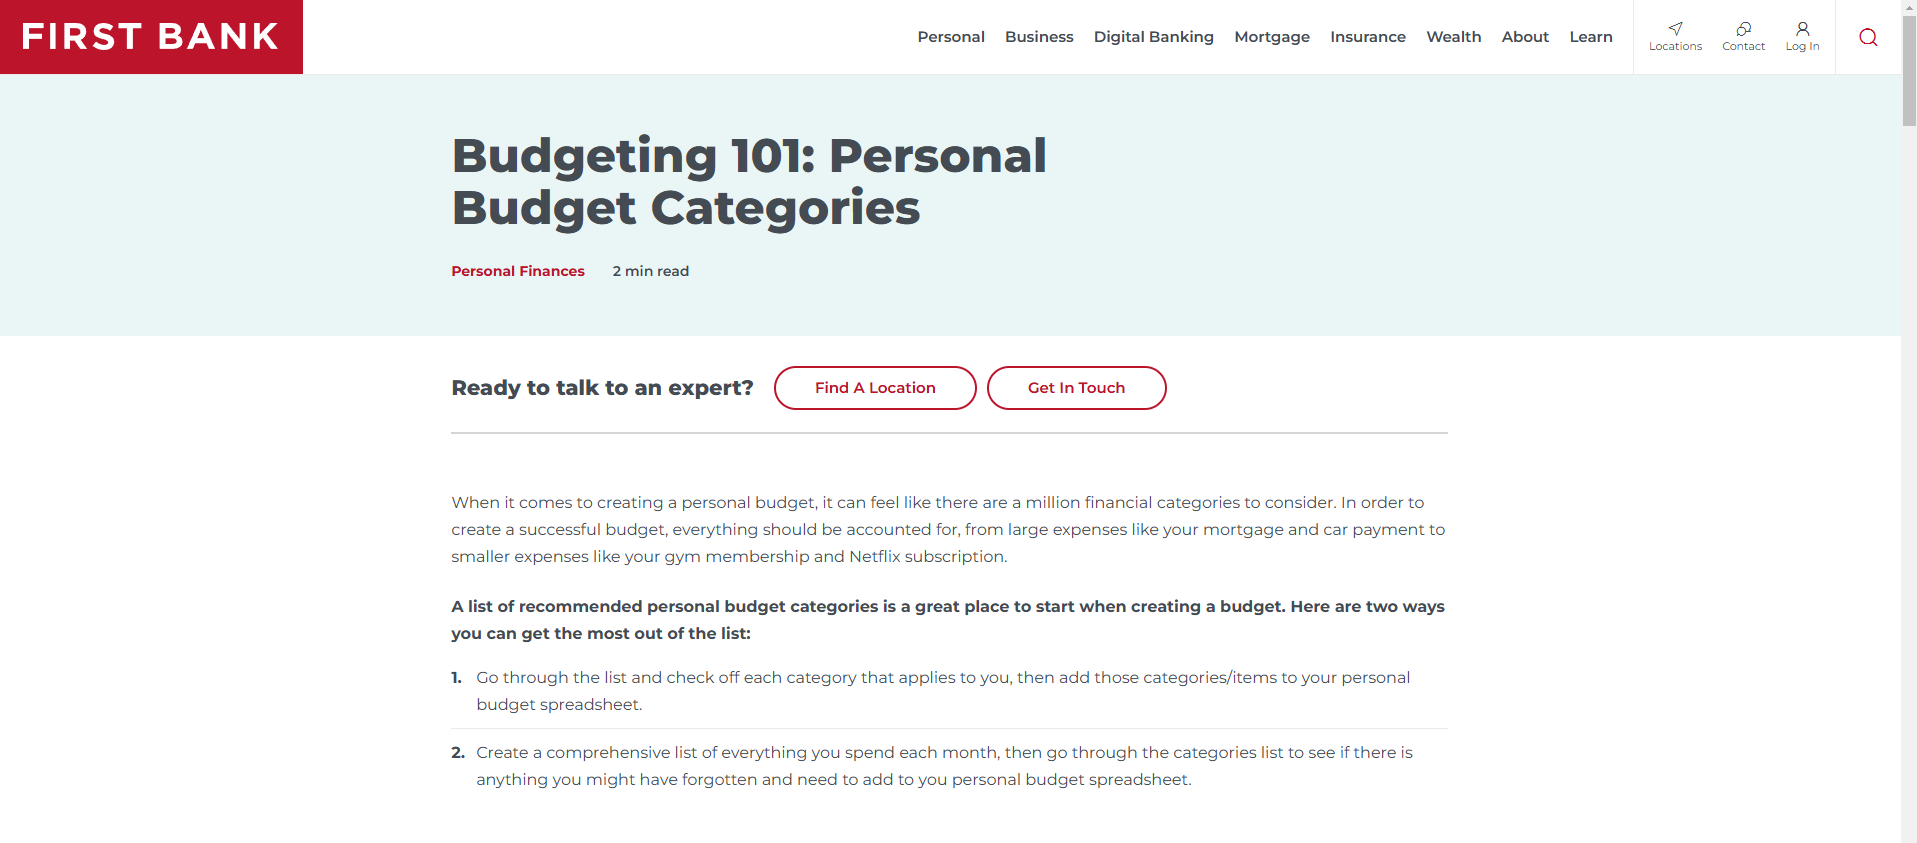 FIRST BANK
Personal Business Digital Banking Mortgage Insurance Wealth About Learn
Locations Contact Log In
Budgeting 101: Personal
Budget Categories
Personal Finances 2 min read
Ready to talk to an expert? Find A Location Get In Touch
When it comes to creating a personal budget, it can feel like there are a million financial categories to consider. In order to
create a successful budget, everything should be accounted for, from large expenses like your mortgage and car payment to
smaller expenses like your gym membership and Netflix subscription.
A list of recommended personal budget categories is a great place to start when creating a budget. Here are two ways
you can get the most out of the list:
1. Go through the list and check off each category that applies to you, then add those categories/items to your personal
budget spreadsheet.
2. Create a comprehensive list of everything you spend each month, then go through the categories list to see if there is
anything you might have forgotten and need to add to you personal budget spreadsheet.